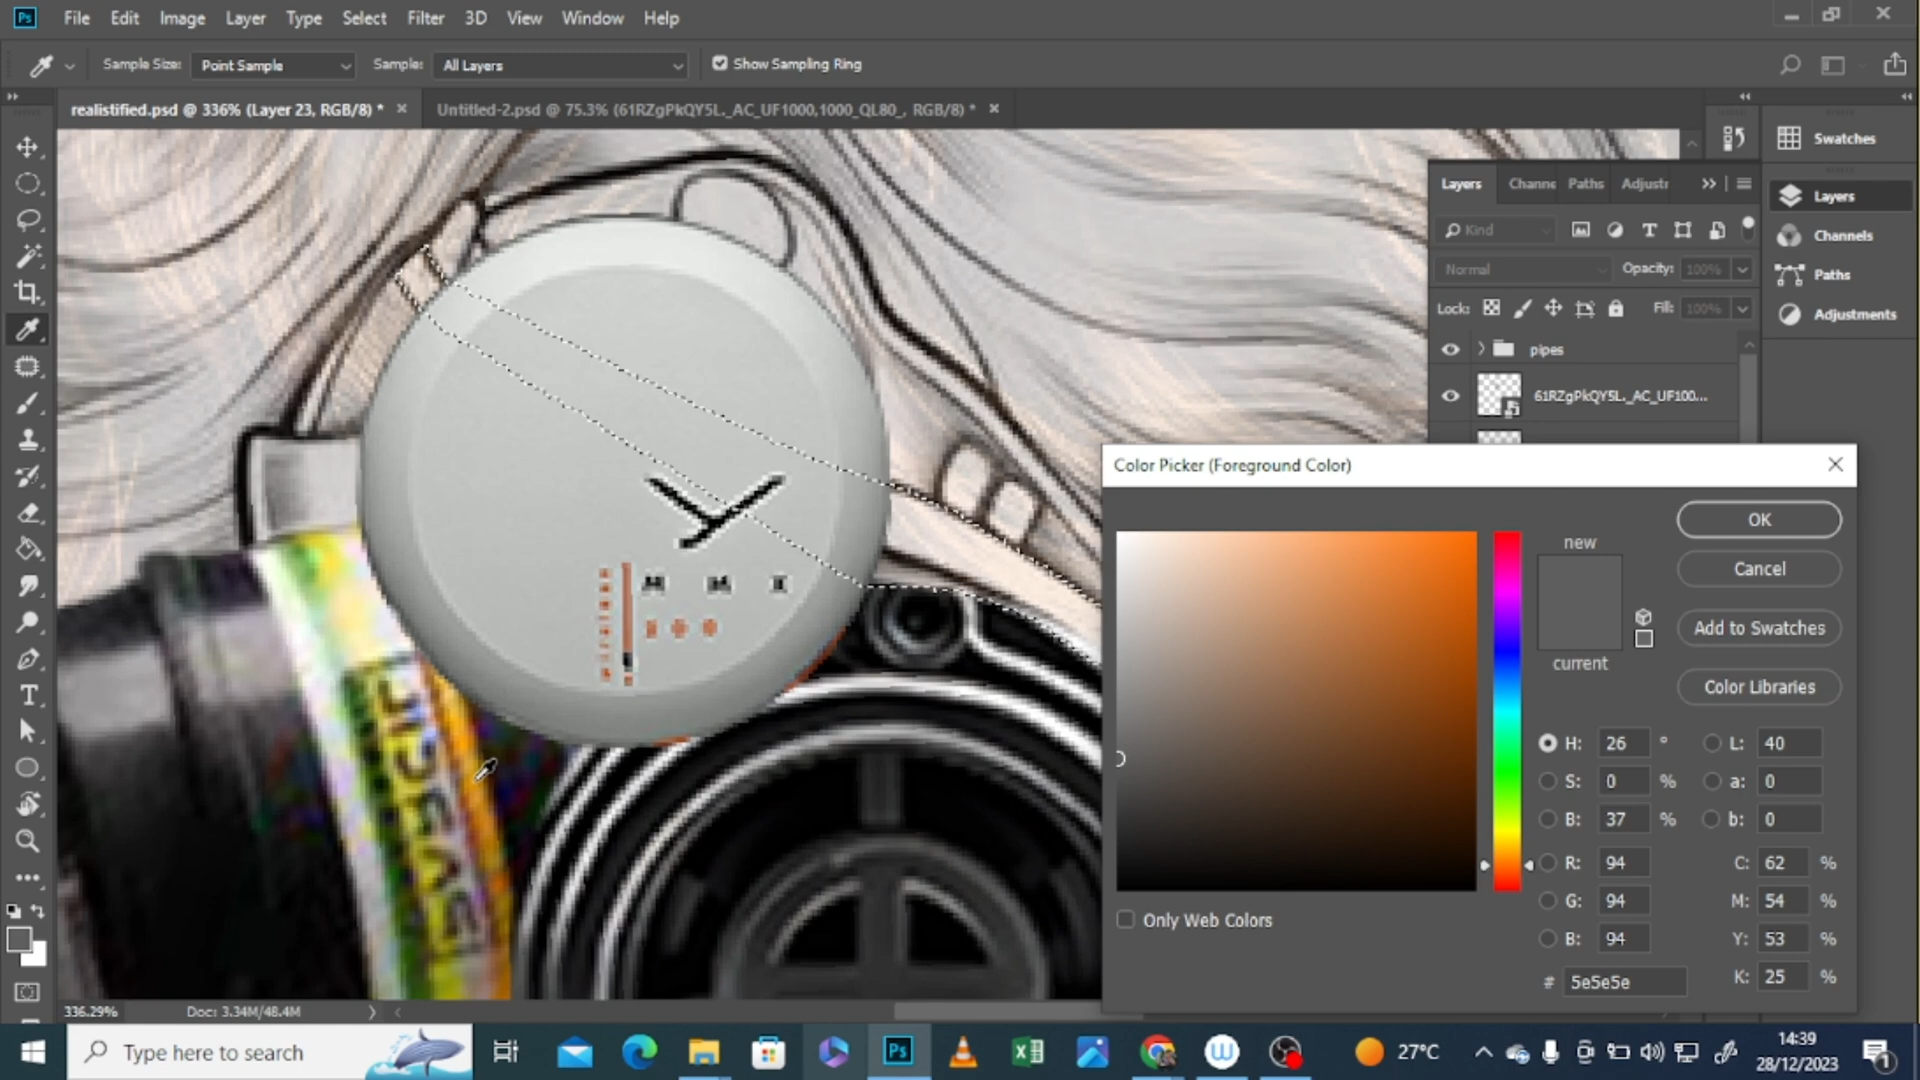 Ps File Edit Image Layer Type Select Filter 3D View Window Help
Sample Size: Point Sample Sample: All Layers Show Sampling Ring
realistified.psd @ 336% (Layer 23, RGB/8) * Untitled-2.psd @ 75.3% (61RZgPkQY5L._AC_UF1000,1000_QL80_, RGB/8) *
Swatches
Layers Channe Paths Adjustr
Layers
Kind
Channels
Normal Opacity: 100%
Paths
Lock: Fill: 100%
Adjustments
pipes
61RZgPkQY5L._AC_UF100...
Color Picker (Foreground Color)
OK
new
Cancel
Add to Swatches
current
Color Libraries
H: 26 ° L: 40
S: 0 % a: 0
B: 37 % b: 0
R: 94 C: 62 %
G: 94 M: 54 %
B: 94 Y: 53 %
# 5e5e5e K: 25 %
Only Web Colors
336.29% Doc: 3.34M/48.4M
Type here to search
Ps
27°C
14:39
28/12/2023
1